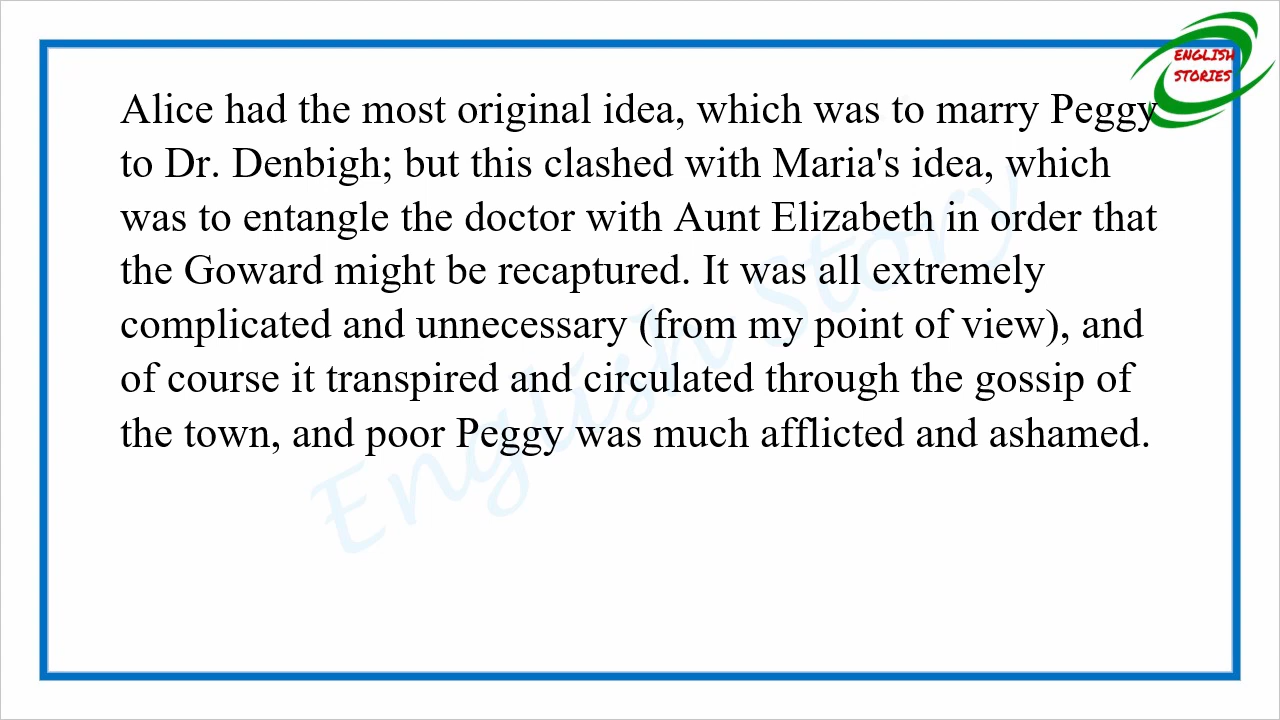 ENGLISH
STORIES
Alice had the most original idea, which was to marry Peggy
to Dr. Denbigh; but this clashed with Maria's idea, which
was to entangle the doctor with Aunt Elizabeth in order that
the Goward might be recaptured. It was all extremely
complicated and unnecessary (from my point of view), and
of course it transpired and circulated through the gossip of
the town, and poor Peggy was much afflicted and ashamed.
English Story